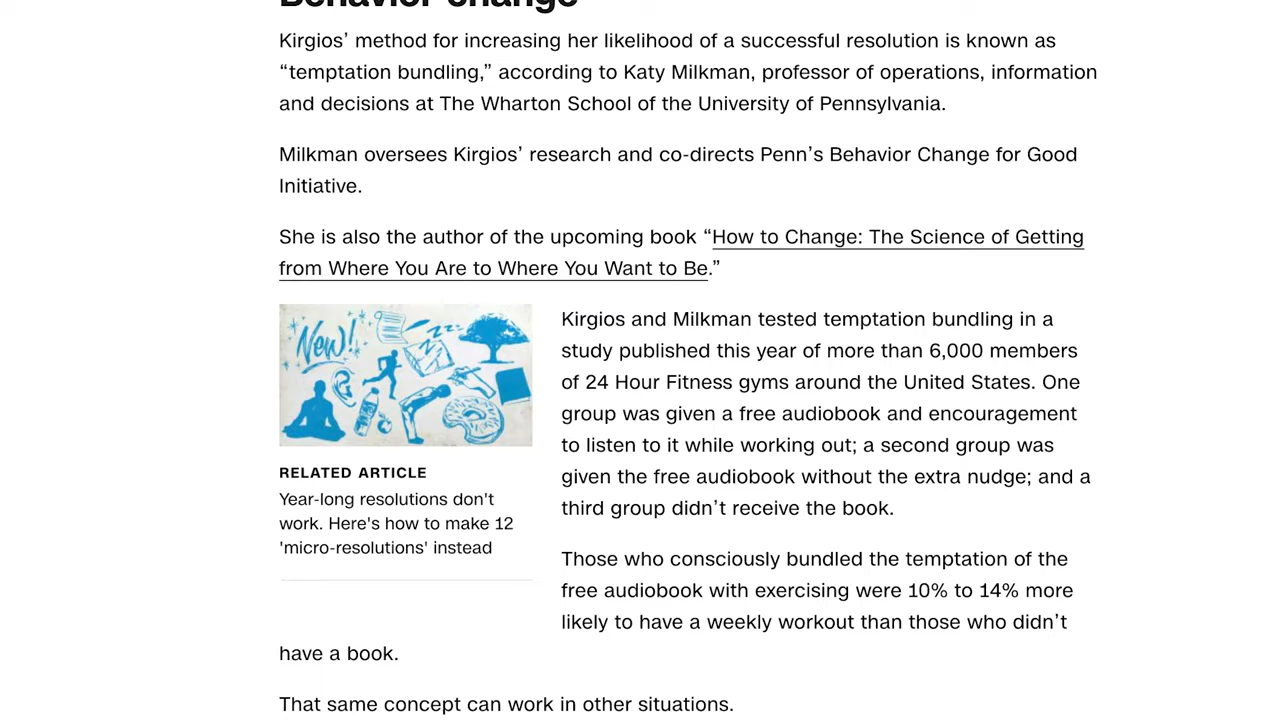 Behavior change
Kirgios’ method for increasing her likelihood of a successful resolution is known as
“temptation bundling,” according to Katy Milkman, professor of operations, information
and decisions at The Wharton School of the University of Pennsylvania.
Milkman oversees Kirgios’ research and co-directs Penn’s Behavior Change for Good
Initiative.
She is also the author of the upcoming book “How to Change: The Science of Getting
from Where You Are to Where You Want to Be.”
New!
RELATED ARTICLE
Year-long resolutions don't
work. Here's how to make 12
'micro-resolutions' instead
Kirgios and Milkman tested temptation bundling in a
study published this year of more than 6,000 members
of 24 Hour Fitness gyms around the United States. One
group was given a free audiobook and encouragement
to listen to it while working out; a second group was
given the free audiobook without the extra nudge; and a
third group didn’t receive the book.
Those who consciously bundled the temptation of the
free audiobook with exercising were 10% to 14% more
likely to have a weekly workout than those who didn’t
have a book.
That same concept can work in other situations.